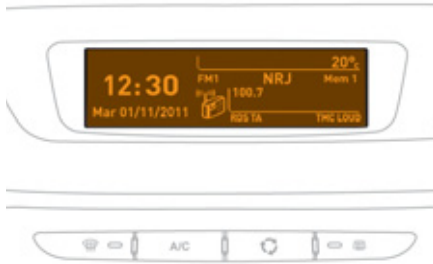 20°c
12:30 FM1 NRJ Mem 1
100.7
Mar 01/11/2011 RDS TA TMC LOUD
A/C